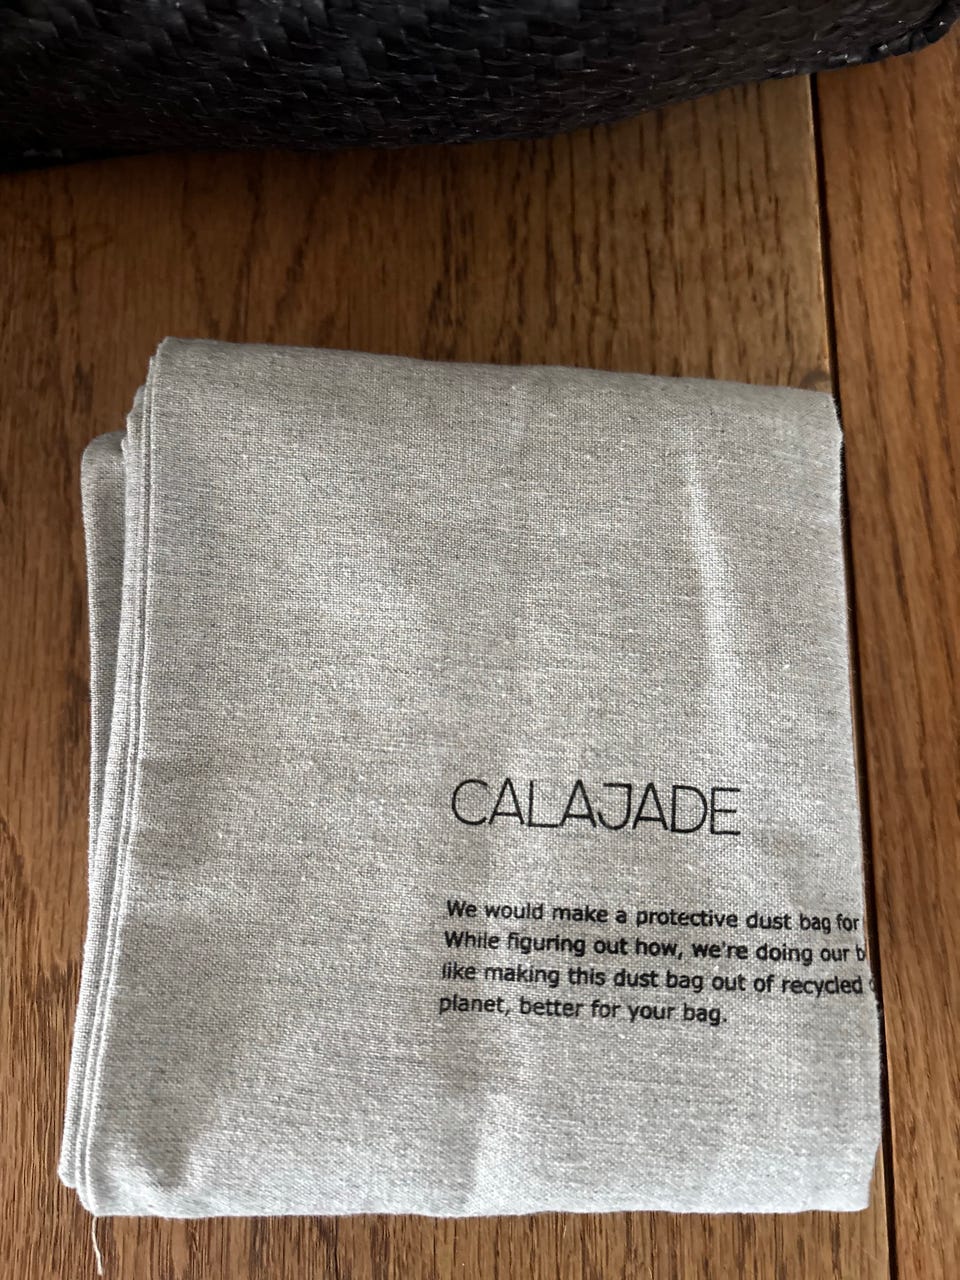 CALAJADE
We would make a protective dust bag for
While figuring out how, we're doing our
like making this dust bag out of recycled
planet, better for your bag.